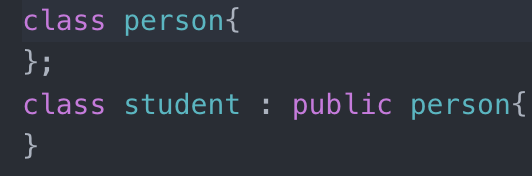 class person{
};
class student : public person{
}